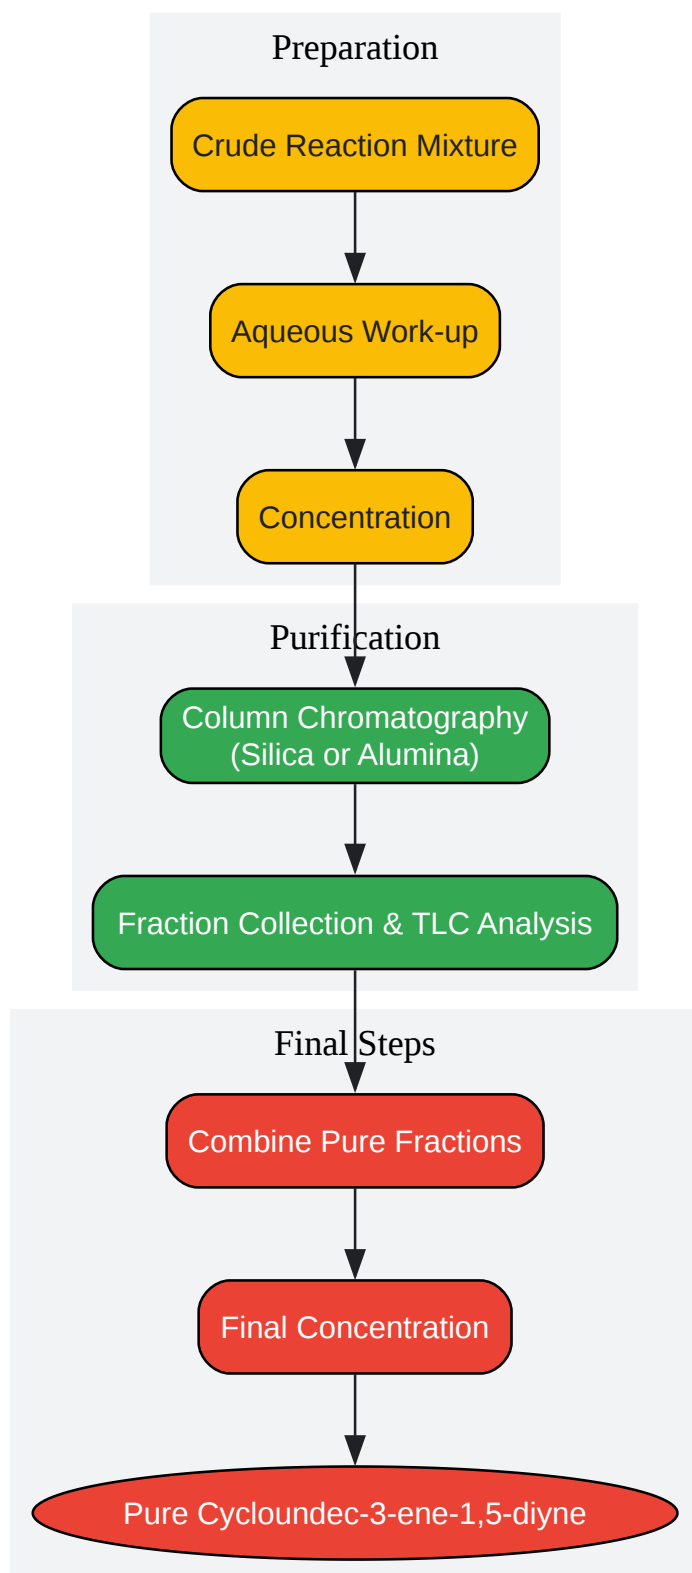 Preparation
Crude Reaction Mixture
Aqueous Work-up
Concentration
Purification
Column Chromatography
(Silica or Alumina)
Fraction Collection & TLC Analysis
Final Steps
Combine Pure Fractions
Final Concentration
Pure Cycloundec-3-ene-1,5-diyne